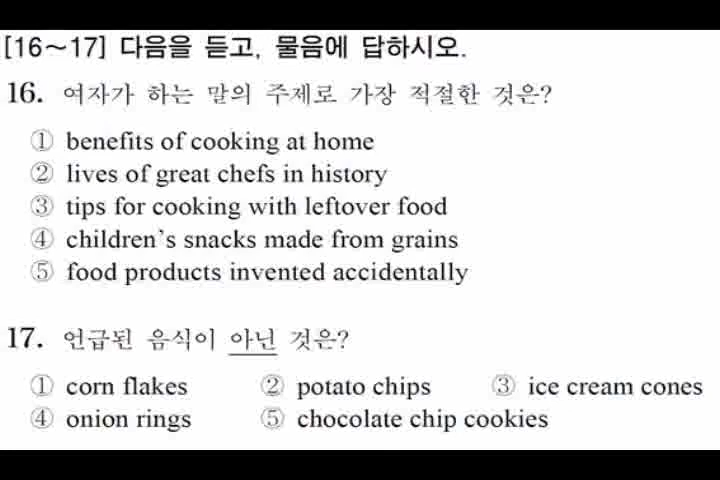 [16～17] 다음을 듣고, 물음에 답하시오.
16. 여자가 하는 말의 주제로 가장 적절한 것은?
① benefits of cooking at home
② lives of great chefs in history
③ tips for cooking with leftover food
④ children's snacks made from grains
⑤ food products invented accidentally
17. 언급된 음식이 아닌 것은?
① corn flakes ② potato chips ③ ice cream cones
④ onion rings ⑤ chocolate chip cookies